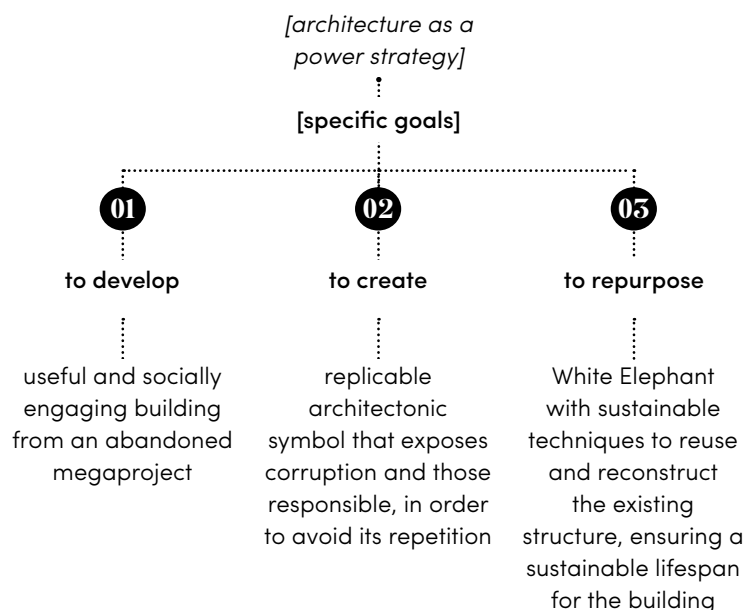 [architecture as a
power strategy]
[specific goals]
01
02
03
to develop
to create
to repurpose
useful and socially
engaging building
from an abandoned
megaproject
replicable
architectonic
symbol that exposes
corruption and those
responsible, in order
to avoid its repetition
White Elephant
with sustainable
techniques to reuse
and reconstruct
the existing
structure, ensuring a
sustainable lifespan
for the building